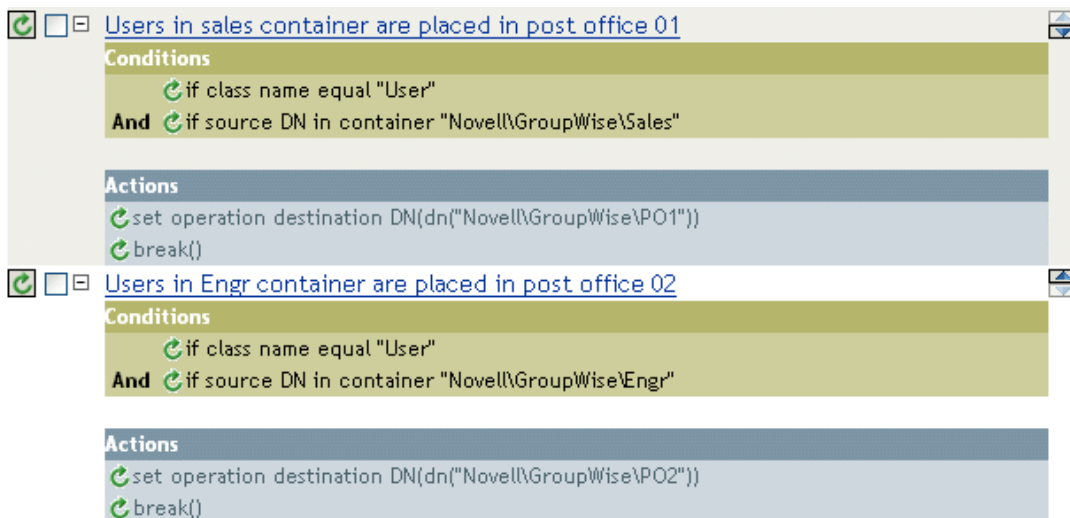 Users in sales container are placed in post office 01
Conditions
if class name equal "User"
And if source DN in container "Novell\GroupWise\Sales"
Actions
set operation destination DN(dn("Novell\GroupWise\PO1"))
break()
Users in Engr container are placed in post office 02
Conditions
if class name equal "User"
And if source DN in container "Novell\GroupWise\Engr"
Actions
set operation destination DN(dn("Novell\GroupWise\PO2"))
break()